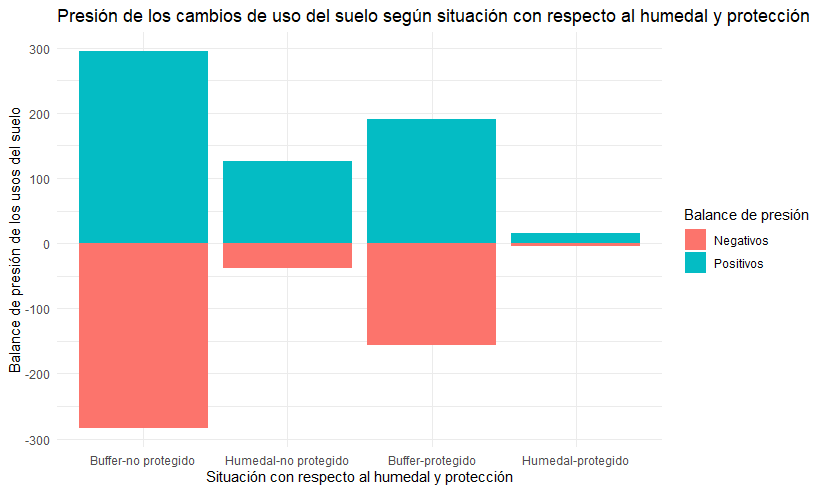 Presión de los cambios de uso del suelo según situación con respecto al humedal y protección
Balance de presión de los usos del suelo
300
200
100
0
-100
-200
-300
Buffer-no protegido
Humedal-no protegido
Buffer-protegido
Humedal-protegido
Situación con respecto al humedal y protección
Balance de presión
Negativos
Positivos